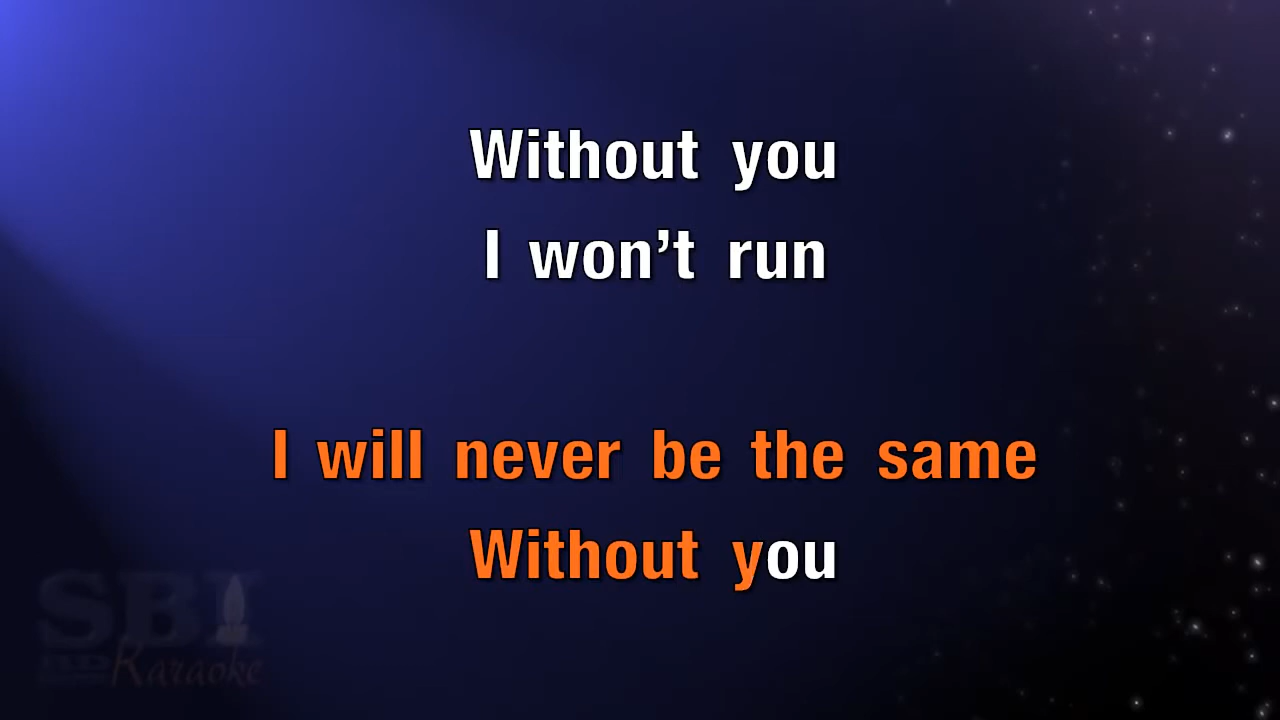 Without you
I won't run
I will never be the same
Without you
SBI
Karaoke